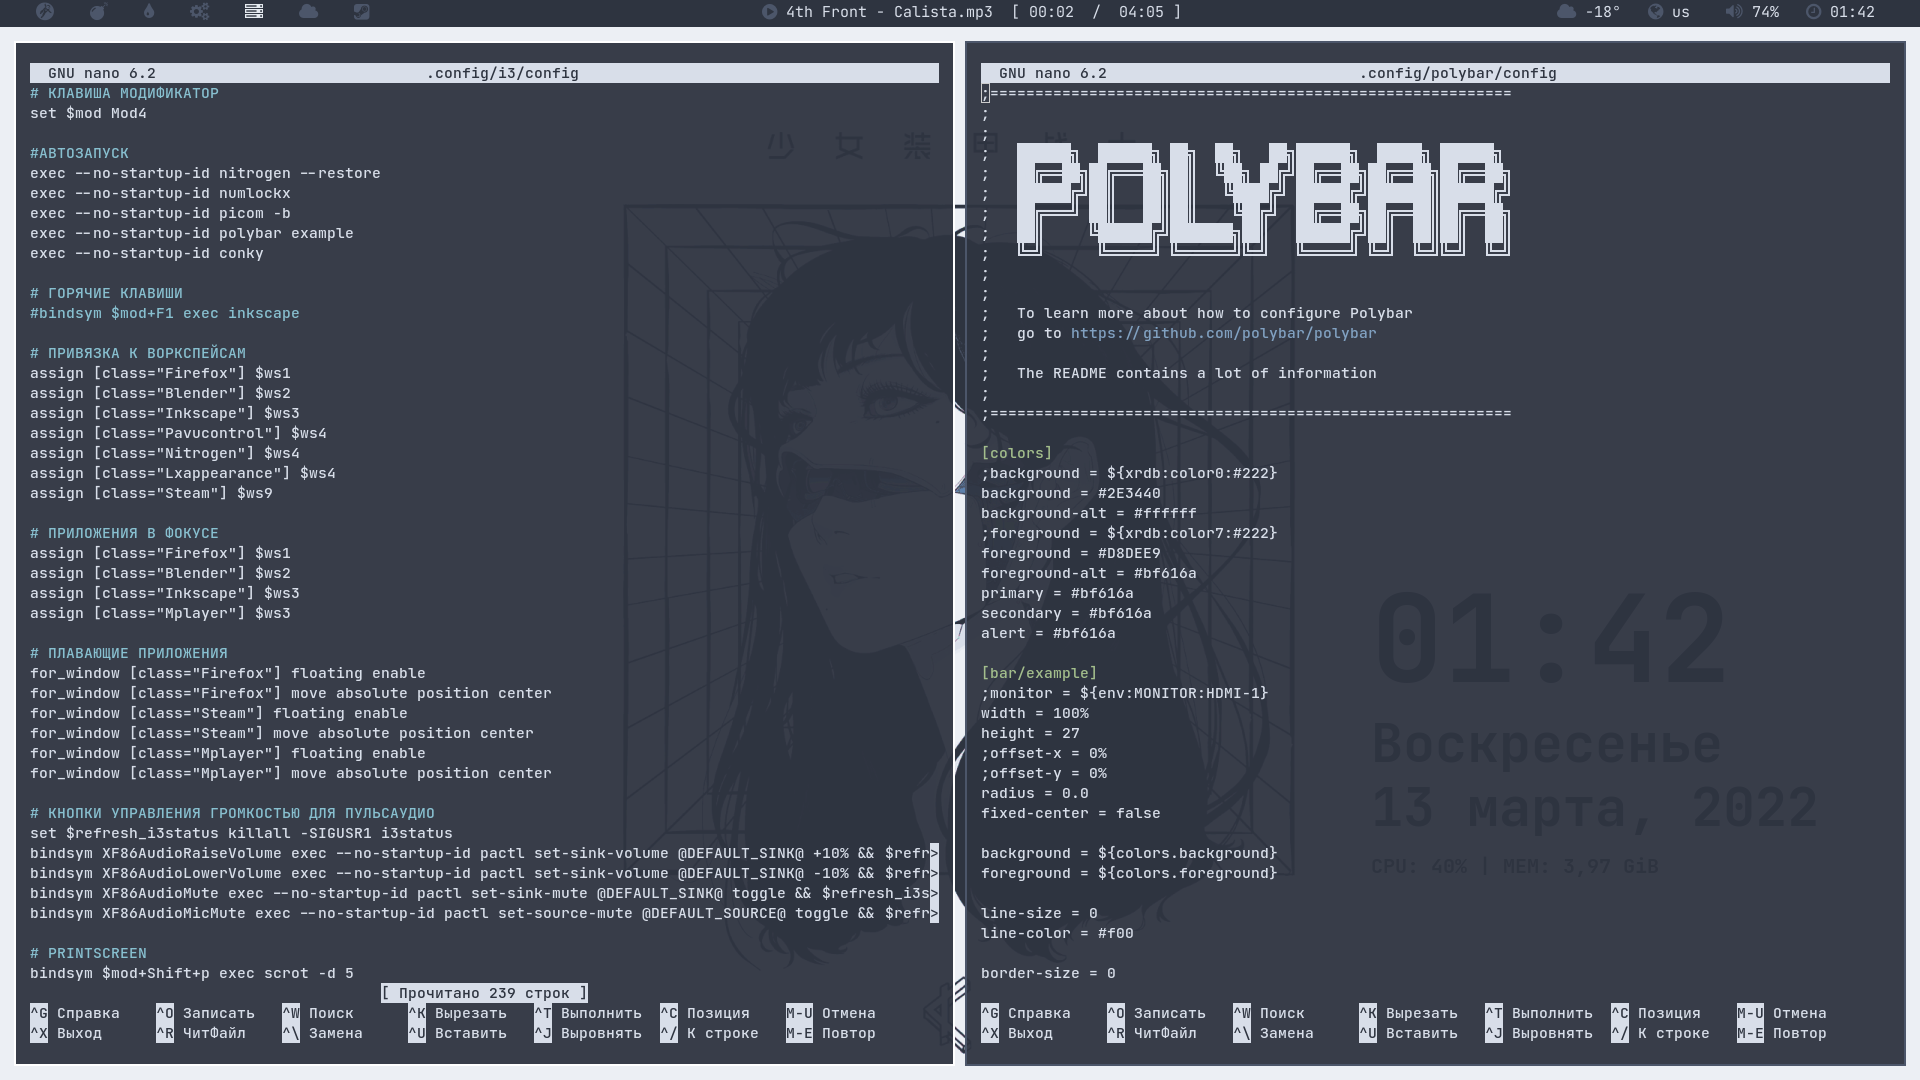 4th Front - Calista.mp3  [ 00:02  /  04:05 ]
-18°  us  74%  01:42
GNU nano 6.2  .config/i3/config
# КЛАВИША МОДИФИКАТОР
set $mod Mod4
#АВТОЗАПУСК
exec --no-startup-id nitrogen --restore
exec --no-startup-id numlockx
exec --no-startup-id picom -b
exec --no-startup-id polybar example
exec --no-startup-id conky
# ГОРЯЧИЕ КЛАВИШИ
#bindsym $mod+F1 exec inkscape
# ПРИВЯЗКА К ВОРКСПЕЙСАМ
assign [class="Firefox"] $ws1
assign [class="Blender"] $ws2
assign [class="Inkscape"] $ws3
assign [class="Pavucontrol"] $ws4
assign [class="Nitrogen"] $ws4
assign [class="Lxappearance"] $ws4
assign [class="Steam"] $ws9
# ПРИЛОЖЕНИЯ В ФОКУСЕ
assign [class="Firefox"] $ws1
assign [class="Blender"] $ws2
assign [class="Inkscape"] $ws3
assign [class="Mplayer"] $ws3
# ПЛАВАЮЩИЕ ПРИЛОЖЕНИЯ
for_window [class="Firefox"] floating enable
for_window [class="Firefox"] move absolute position center
for_window [class="Steam"] floating enable
for_window [class="Steam"] move absolute position center
for_window [class="Mplayer"] floating enable
for_window [class="Mplayer"] move absolute position center
# КНОПКИ УПРАВЛЕНИЯ ГРОМКОСТЬЮ ДЛЯ ПУЛЬСАУДИО
set $refresh_i3status killall -SIGUSR1 i3status
bindsym XF86AudioRaiseVolume exec --no-startup-id pactl set-sink-volume @DEFAULT_SINK@ +10% && $refr>
bindsym XF86AudioLowerVolume exec --no-startup-id pactl set-sink-volume @DEFAULT_SINK@ -10% && $refr>
bindsym XF86AudioMute exec --no-startup-id pactl set-sink-mute @DEFAULT_SINK@ toggle && $refresh_i3s>
bindsym XF86AudioMicMute exec --no-startup-id pactl set-source-mute @DEFAULT_SOURCE@ toggle && $refr>
# PRINTSCREEN
bindsym $mod+Shift+p exec scrot -d 5
[ Прочитано 239 строк ]
^G Справка  ^O Записать  ^W Поиск  ^K Вырезать  ^T Выполнить  ^C Позиция  M-U Отмена
^X Выход  ^R ЧитФайл  ^\ Замена  ^U Вставить  ^J Выровнять  ^/ К строке  M-E Повтор
GNU nano 6.2  .config/polybar/config
;==========================================================
;
;
; POLYBAR
;
;
;
;
;
;
;
; To learn more about how to configure Polybar
; go to https://github.com/polybar/polybar
;
; The README contains a lot of information
;
;==========================================================
[colors]
;background = ${xrdb:color0:#222}
background = #2E3440
background-alt = #ffffff
;foreground = ${xrdb:color7:#222}
foreground = #D8DEE9
foreground-alt = #bf616a
primary = #bf616a
secondary = #bf616a
alert = #bf616a
[bar/example]
;monitor = ${env:MONITOR:HDMI-1}
width = 100%
height = 27
;offset-x = 0%
;offset-y = 0%
radius = 0.0
fixed-center = false
background = ${colors.background}
foreground = ${colors.foreground}
line-size = 0
line-color = #f00
border-size = 0
^G Справка  ^O Записать  ^W Поиск  ^K Вырезать  ^T Выполнить  ^C Позиция  M-U Отмена
^X Выход  ^R ЧитФайл  ^\ Замена  ^U Вставить  ^J Выровнять  ^/ К строке  M-E Повтор
少 女 装 甲
01:42
Воскресенье
13 марта, 2022
CPU: 40% | MEM: 3,97 GiB